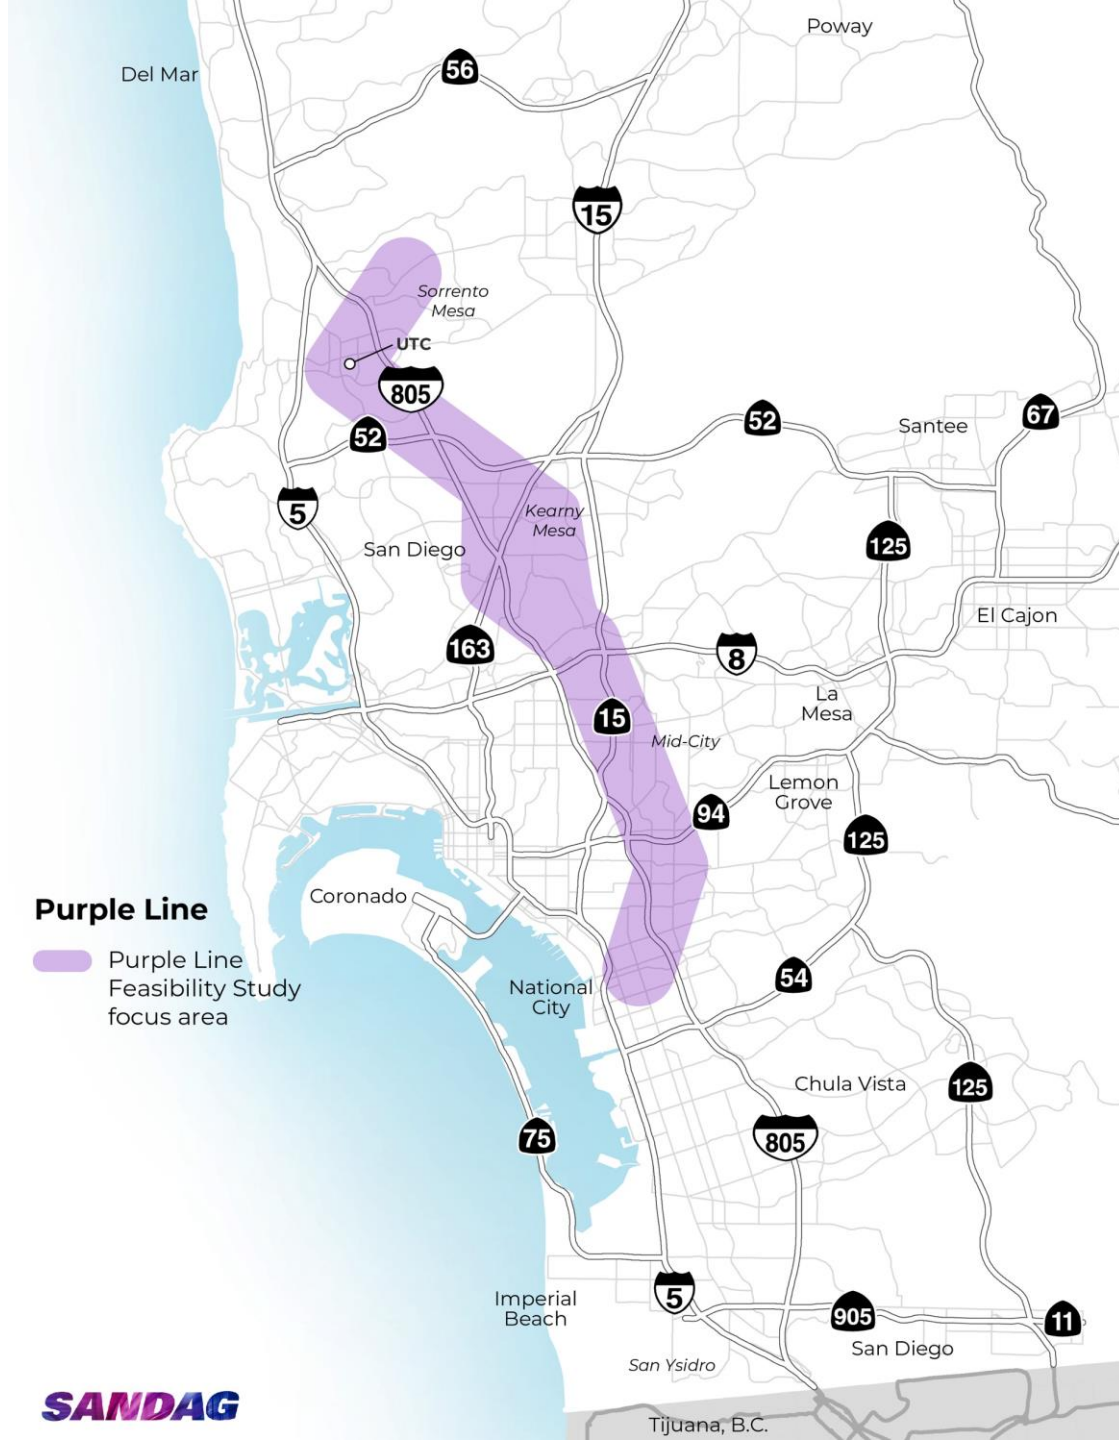 Poway
Del Mar
56
15
Sorrento
Mesa
UTC
805
52
52
67
Santee
5
Kearny
Mesa
San Diego
125
El Cajon
163
8
La
Mesa
15
Mid-City
Lemon
Grove
94
125
Coronado
Purple Line
Purple Line
Feasibility Study
focus area
54
National
City
Chula Vista
125
805
75
5
Imperial
Beach
905
11
San Diego
San Ysidro
SANDAG
Tijuana, B.C.